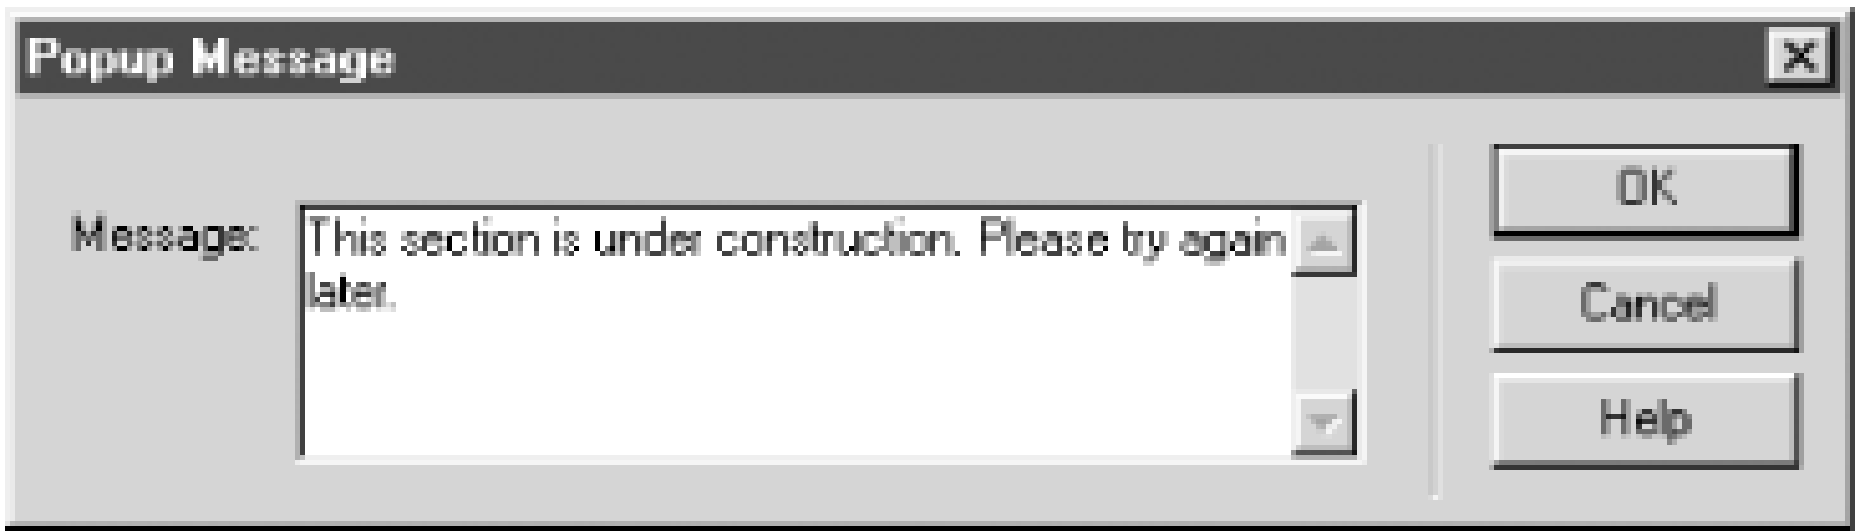 Popup Message
Message:
This section is under construction. Please try again
later.
OK
Cancel
Help